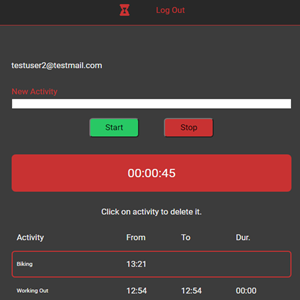 Log Out
testuser2@testmail.com
New Activity
Start Stop
00:00:45
Click on activity to delete it.
Activity From To Dur.
Biking 13:21
Working Out 12:54 12:54 00:00